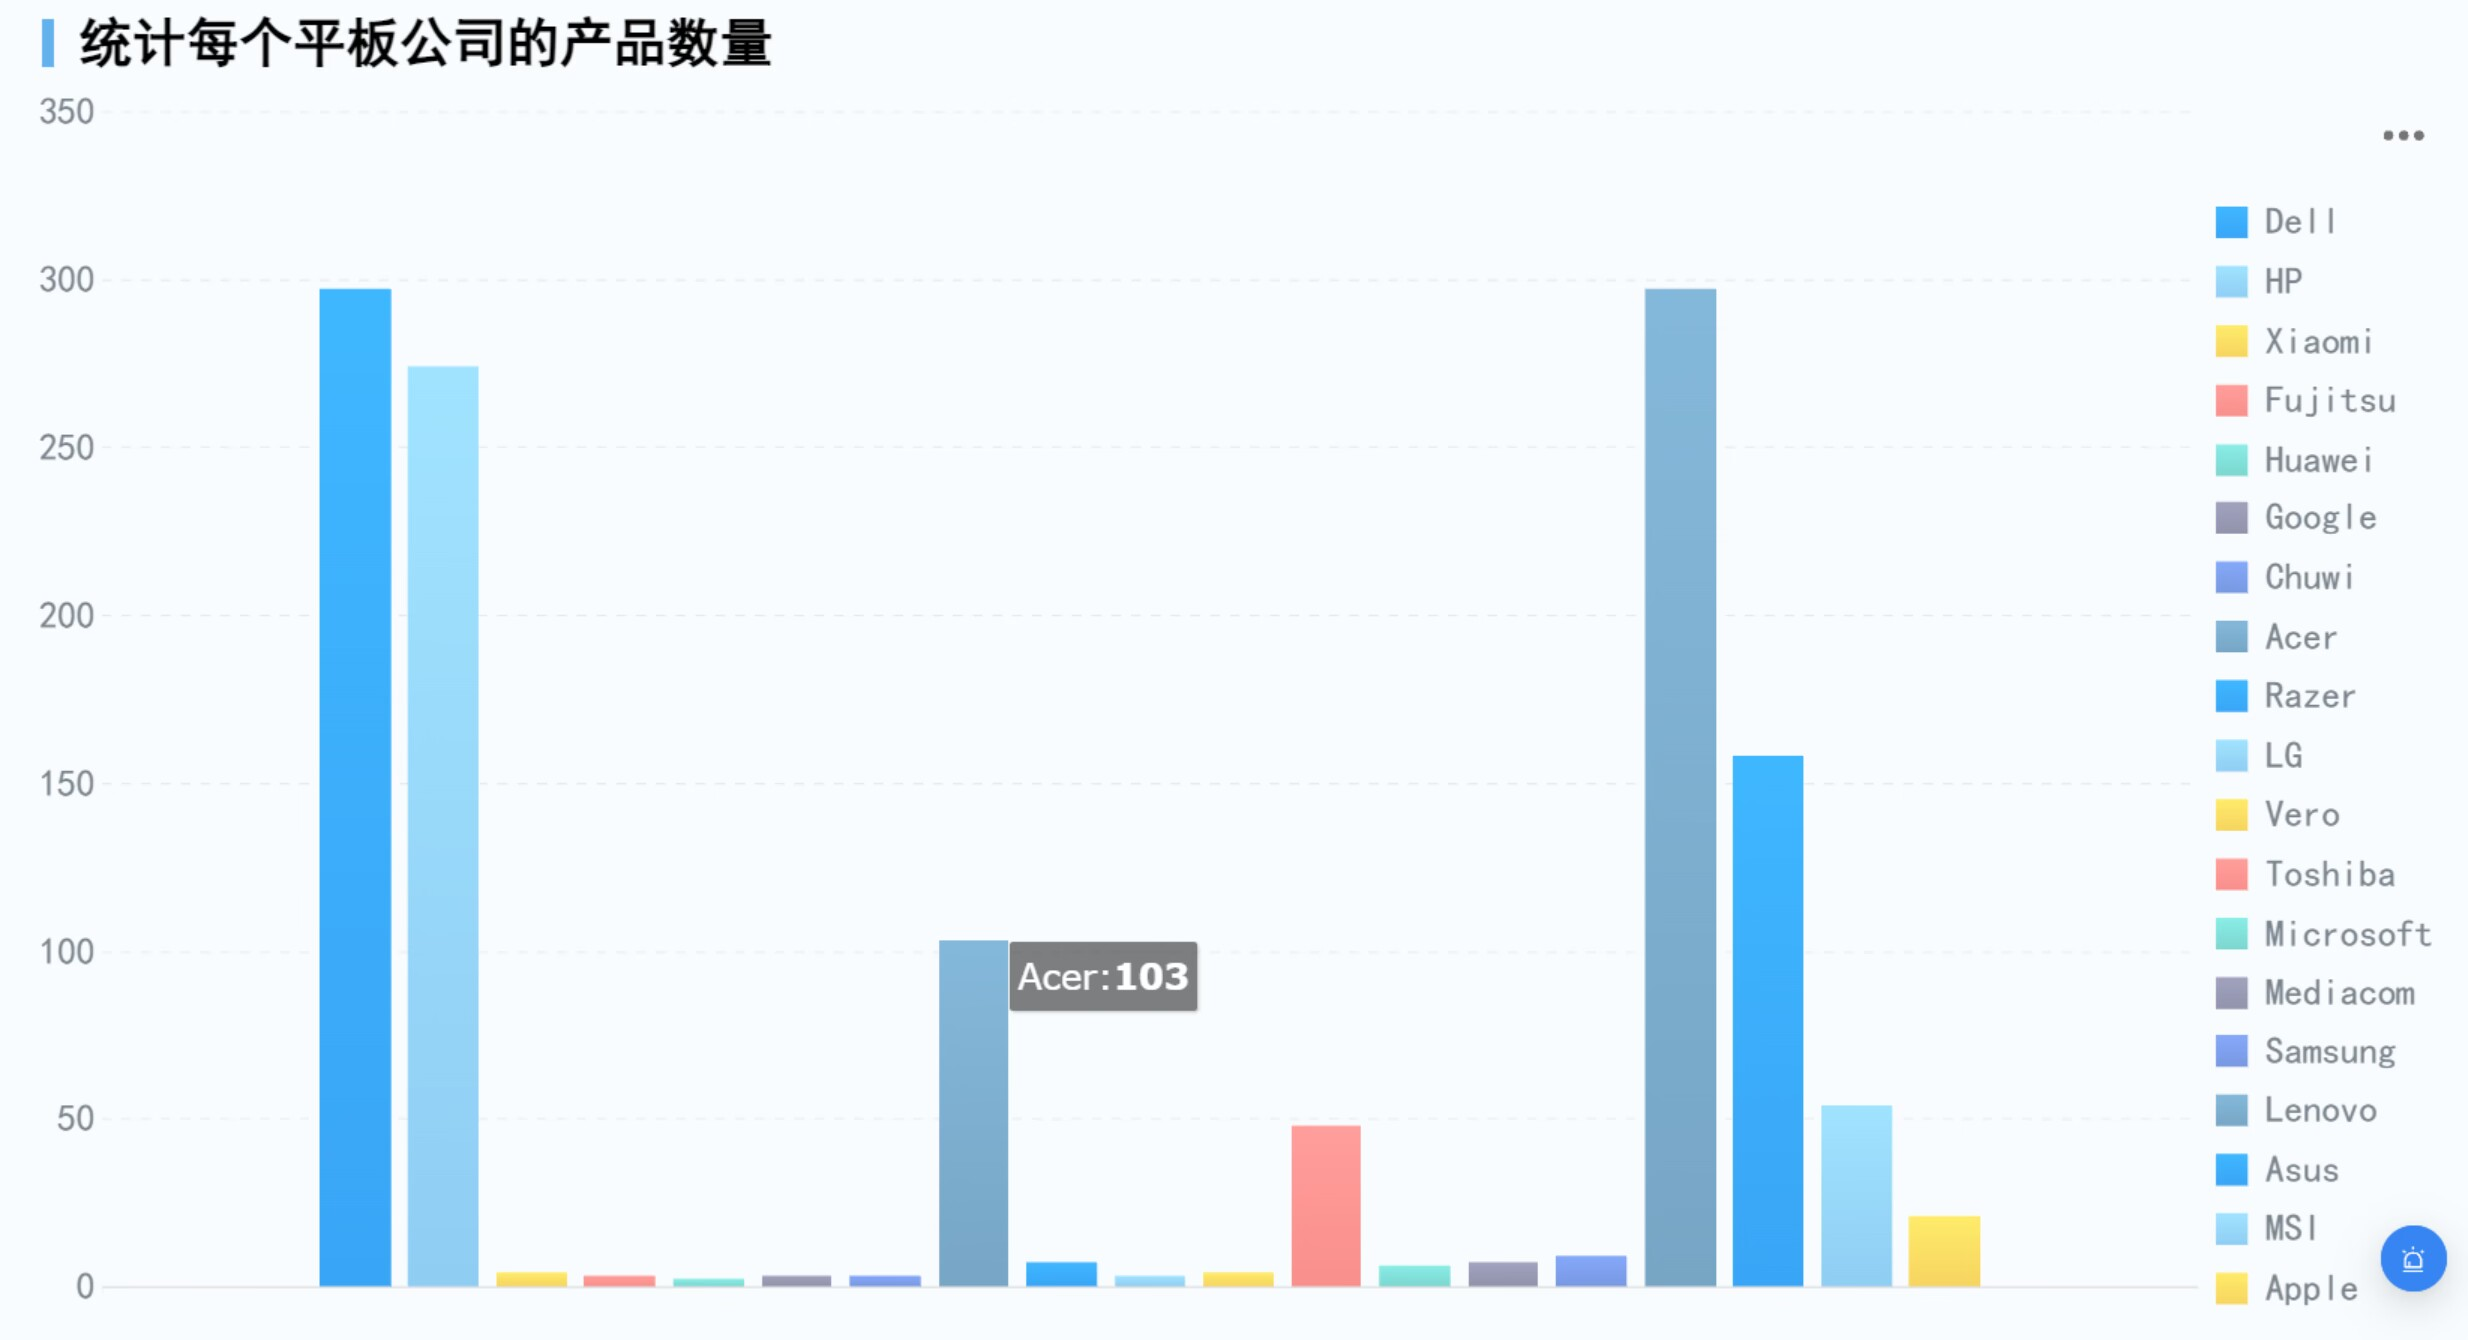 统计每个平板公司的产品数量
350
300
250
200
150
100
50
0
Acer:103
Dell
HP
Xiaomi
Fujitsu
Huawei
Google
Chuwi
Acer
Razer
LG
Vero
Toshiba
Microsoft
Mediacom
Samsung
Lenovo
Asus
MSI
Apple